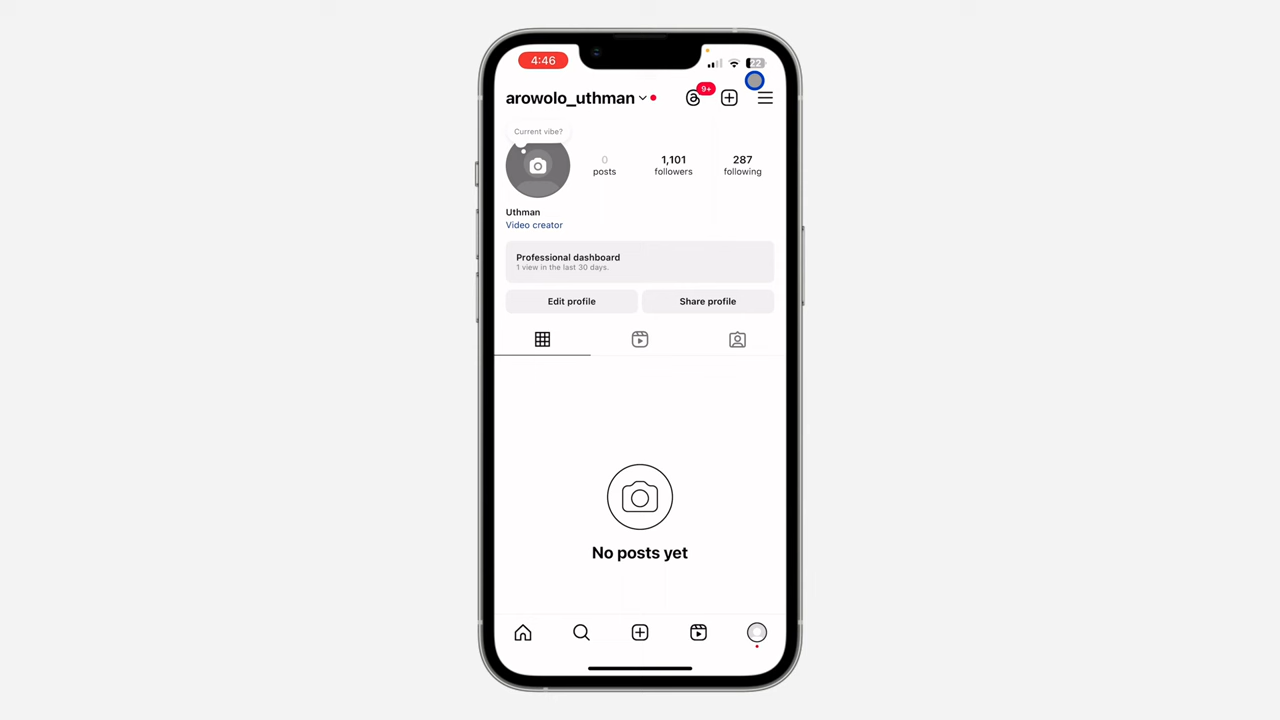 4:46
22
arowolo_uthman
9+
Current vibe?
0
posts
1,101
followers
287
following
Uthman
Video creator
Professional dashboard
1 view in the last 30 days.
Edit profile
Share profile
No posts yet